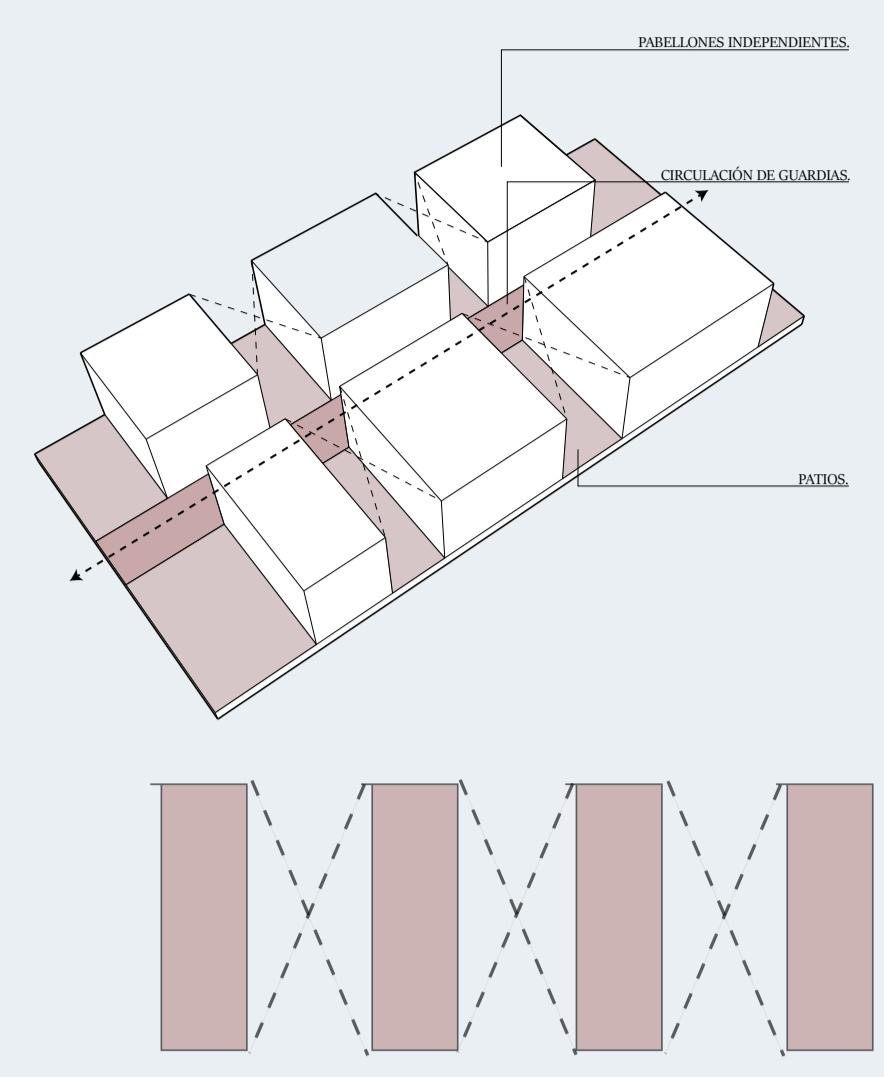 PABELLONES INDEPENDIENTES.
CIRCULACIÓN DE GUARDIAS.
PATIOS.